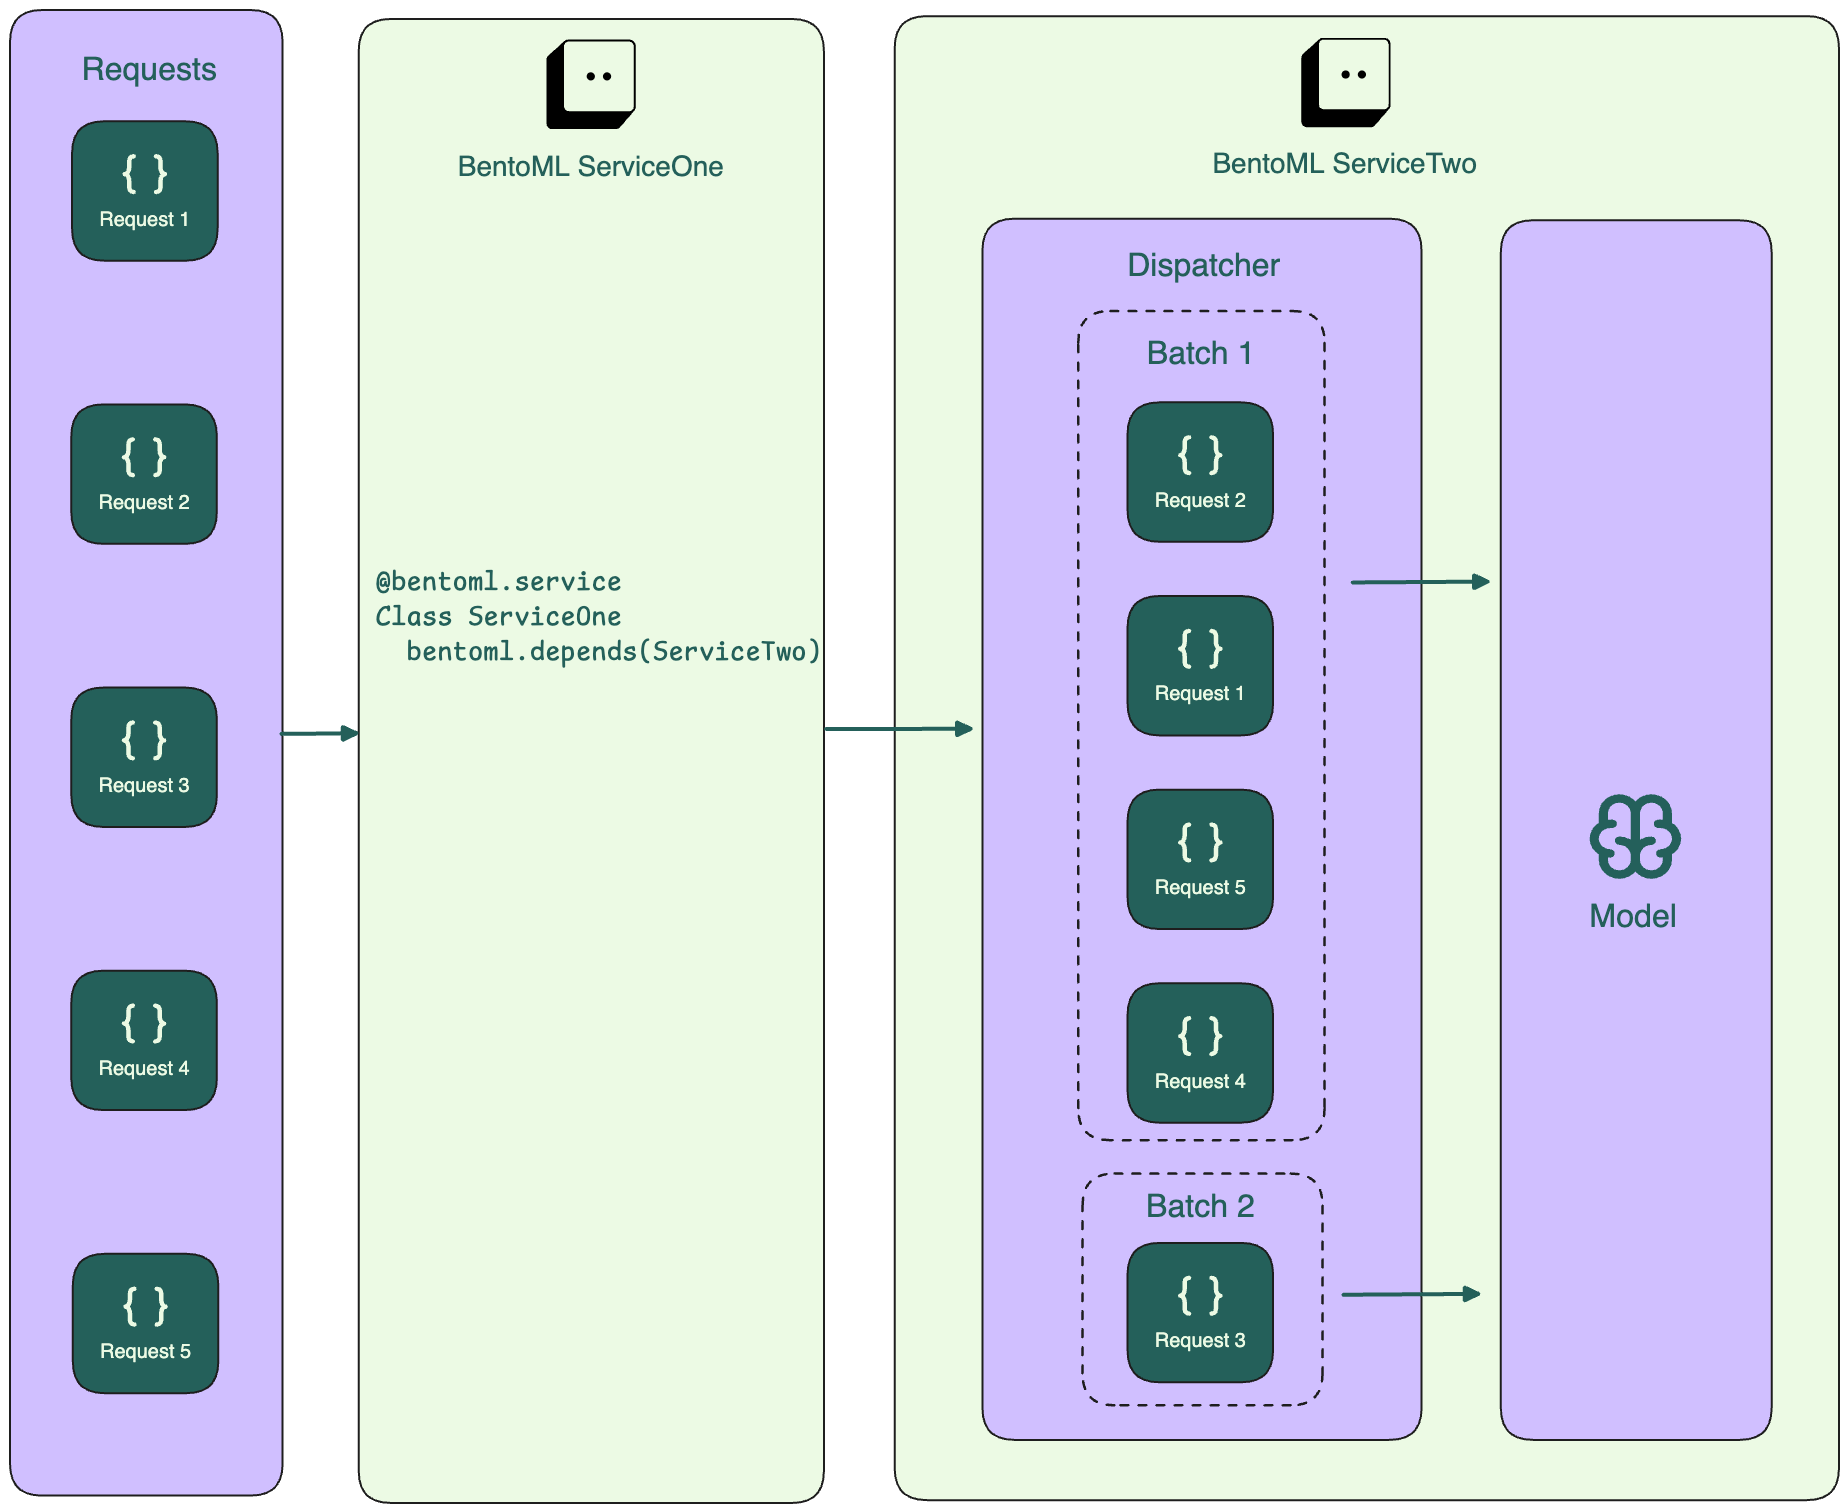 Requests
{ }
Request 1
{ }
Request 2
{ }
Request 3
{ }
Request 4
{ }
Request 5
BentoML ServiceOne
@bentoml.service
Class ServiceOne
  bentoml.depends(ServiceTwo)
BentoML ServiceTwo
Dispatcher
Batch 1
{ }
Request 2
{ }
Request 1
{ }
Request 5
{ }
Request 4
Batch 2
{ }
Request 3
Model